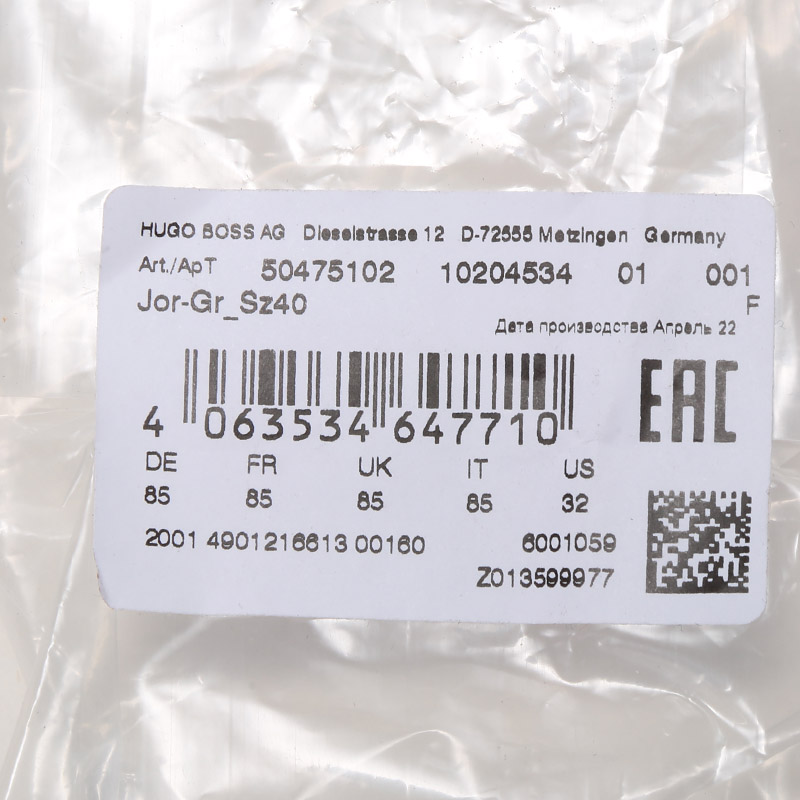 HUGO BOSS AG Dieselstrasse 12 D-72555 Metzingen Germany
Art./АрТ 50475102 10204534 01 001
Jor-Gr_Sz40 F
Дата производства Апрель 22
EAC
4 063534 647710
DE FR UK IT US
85 85 85 85 32
2001 4901216613 00160 6001059
Z013599977